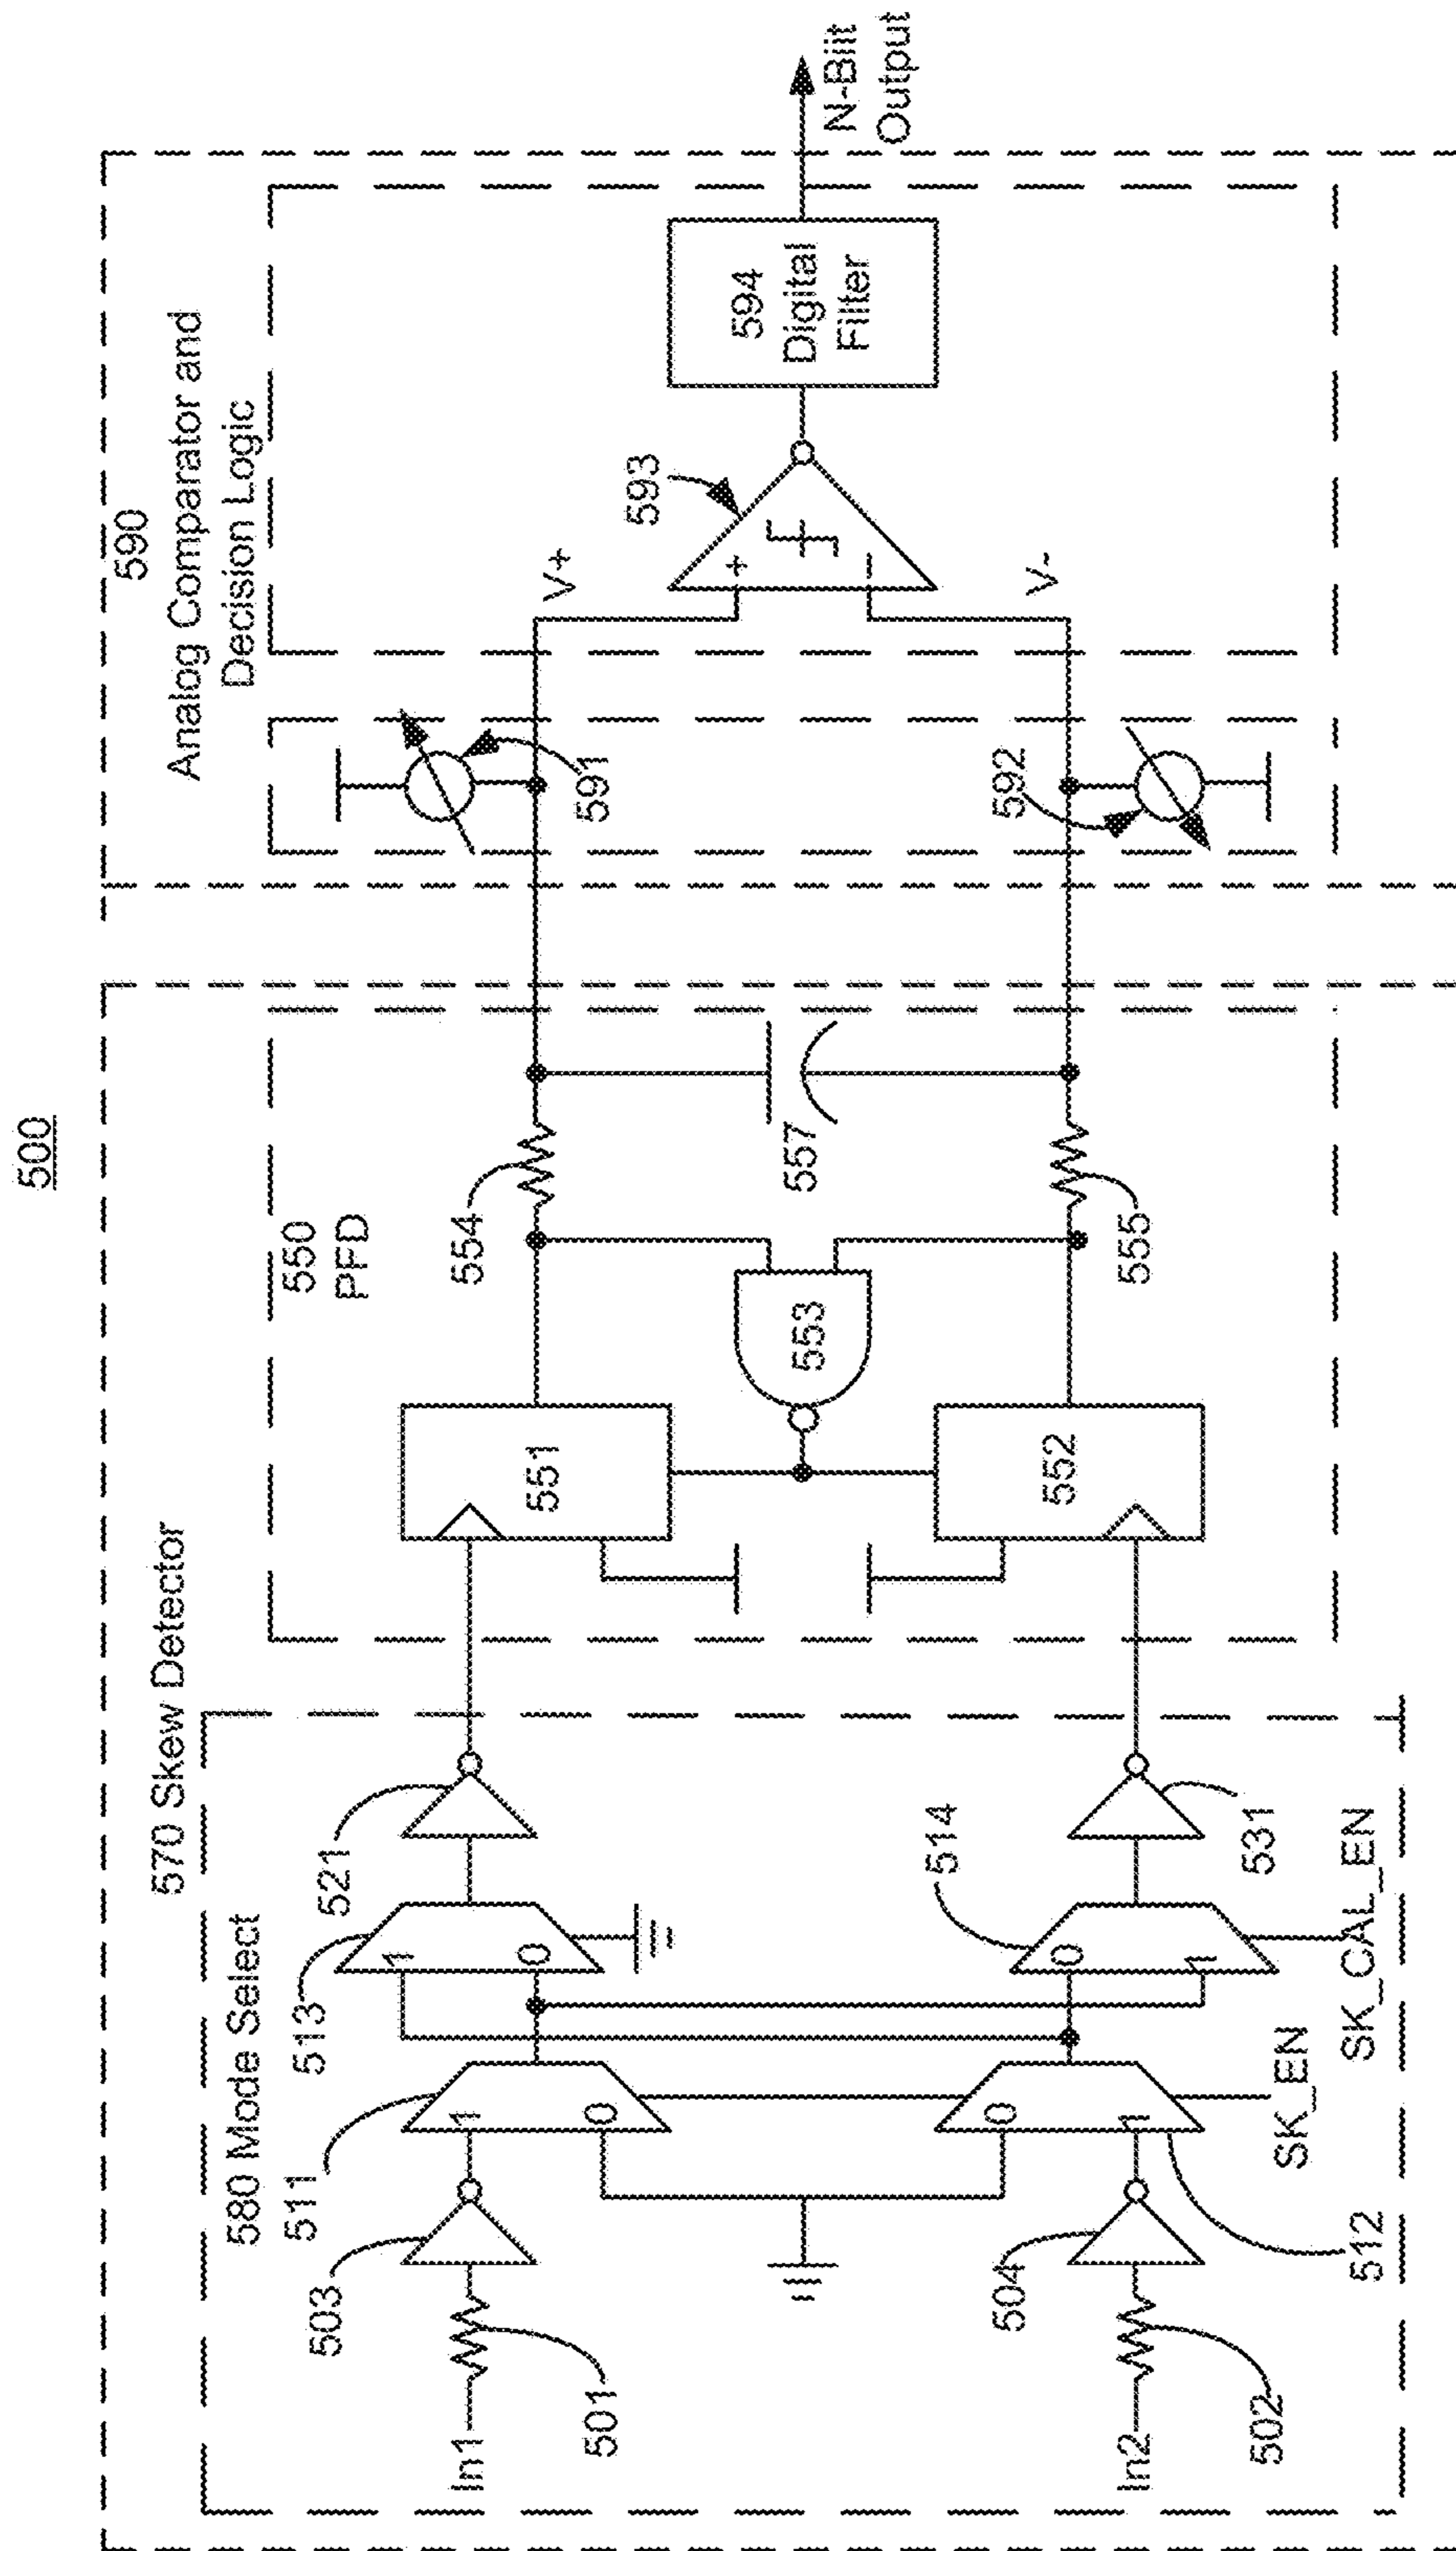 500
570 Skew Detector
580 Mode Select
550
PFD
590
Analog Comparator and
Decision Logic
In1
501
503
511
1
0
513
1
0
521
551
554
591
V+
593
+
−
594
Digital
Filter
N-Biit
Output
553
557
In2
502
504
0
1
512
SK_EN
514
0
1
SK_CAL_EN
531
552
555
592
V-